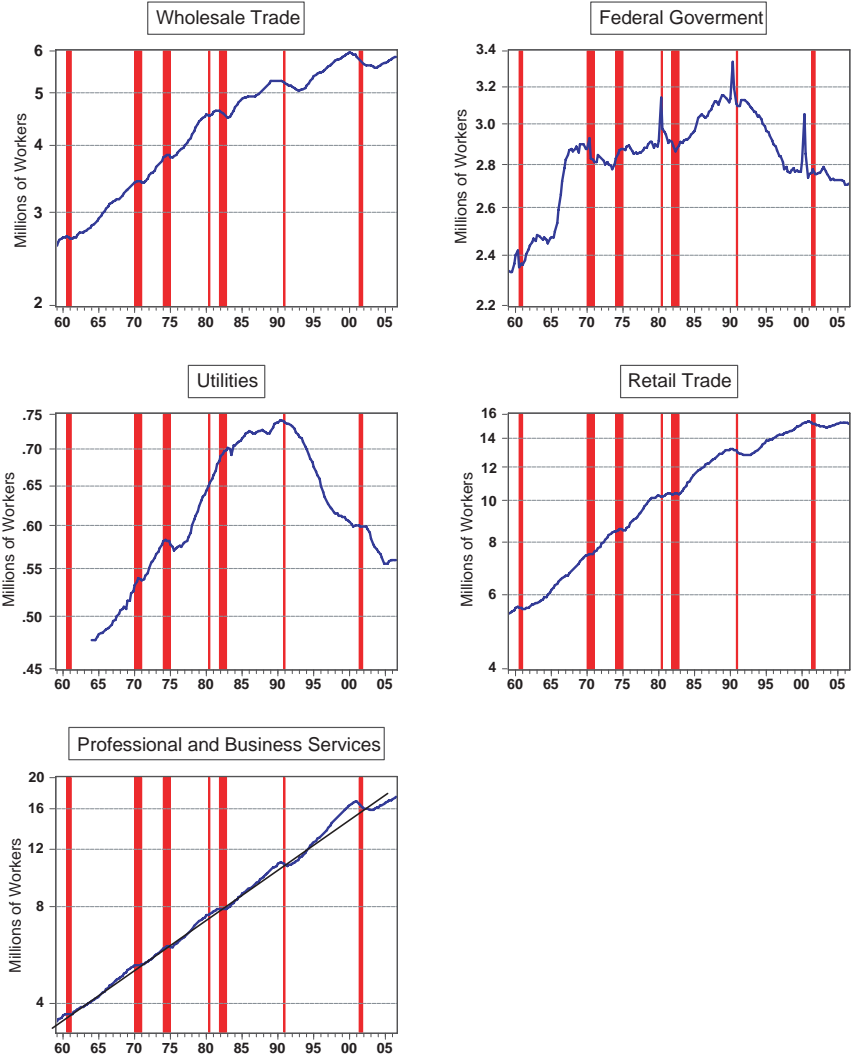 Wholesale Trade
Millions of Workers
6
5
4
3
2
60 65 70 75 80 85 90 95 00 05
Federal Goverment
Millions of Workers
3.4
3.2
3.0
2.8
2.6
2.4
2.2
60 65 70 75 80 85 90 95 00 05
Utilities
Millions of Workers
.75
.70
.65
.60
.55
.50
.45
60 65 70 75 80 85 90 95 00 05
Retail Trade
Millions of Workers
16
14
12
10
8
6
4
60 65 70 75 80 85 90 95 00 05
Professional and Business Services
Millions of Workers
20
16
12
8
4
60 65 70 75 80 85 90 95 00 05